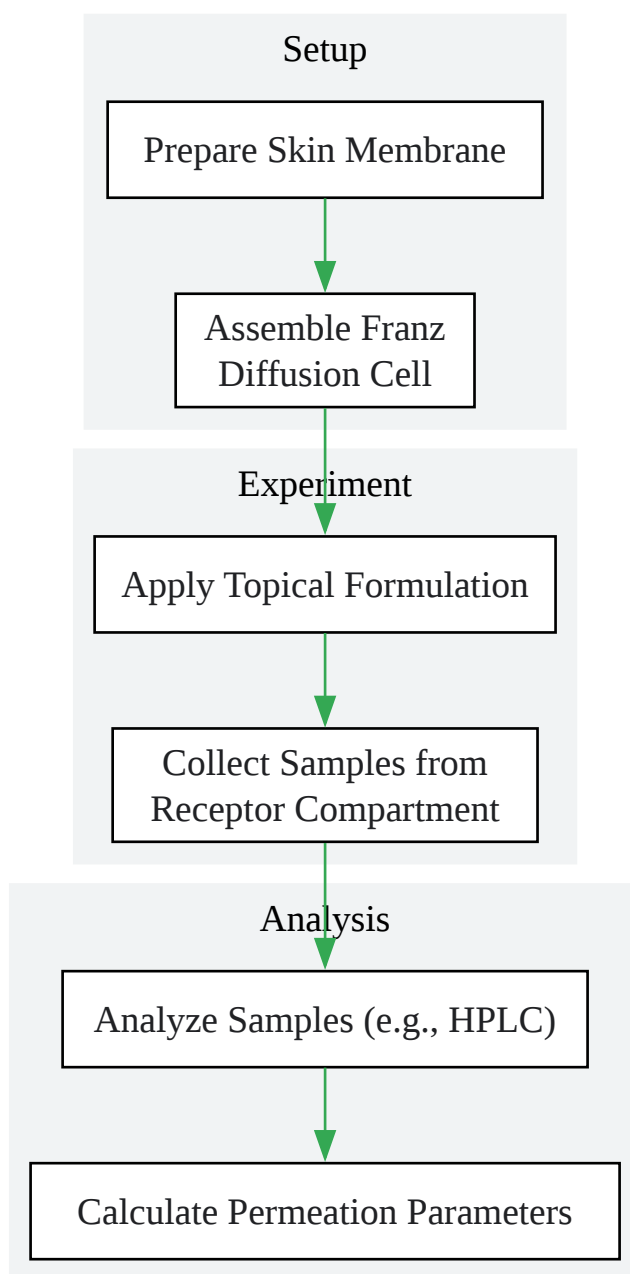 Setup
Prepare Skin Membrane
Assemble Franz
Diffusion Cell
Experiment
Apply Topical Formulation
Collect Samples from
Receptor Compartment
Analysis
Analyze Samples (e.g., HPLC)
Calculate Permeation Parameters